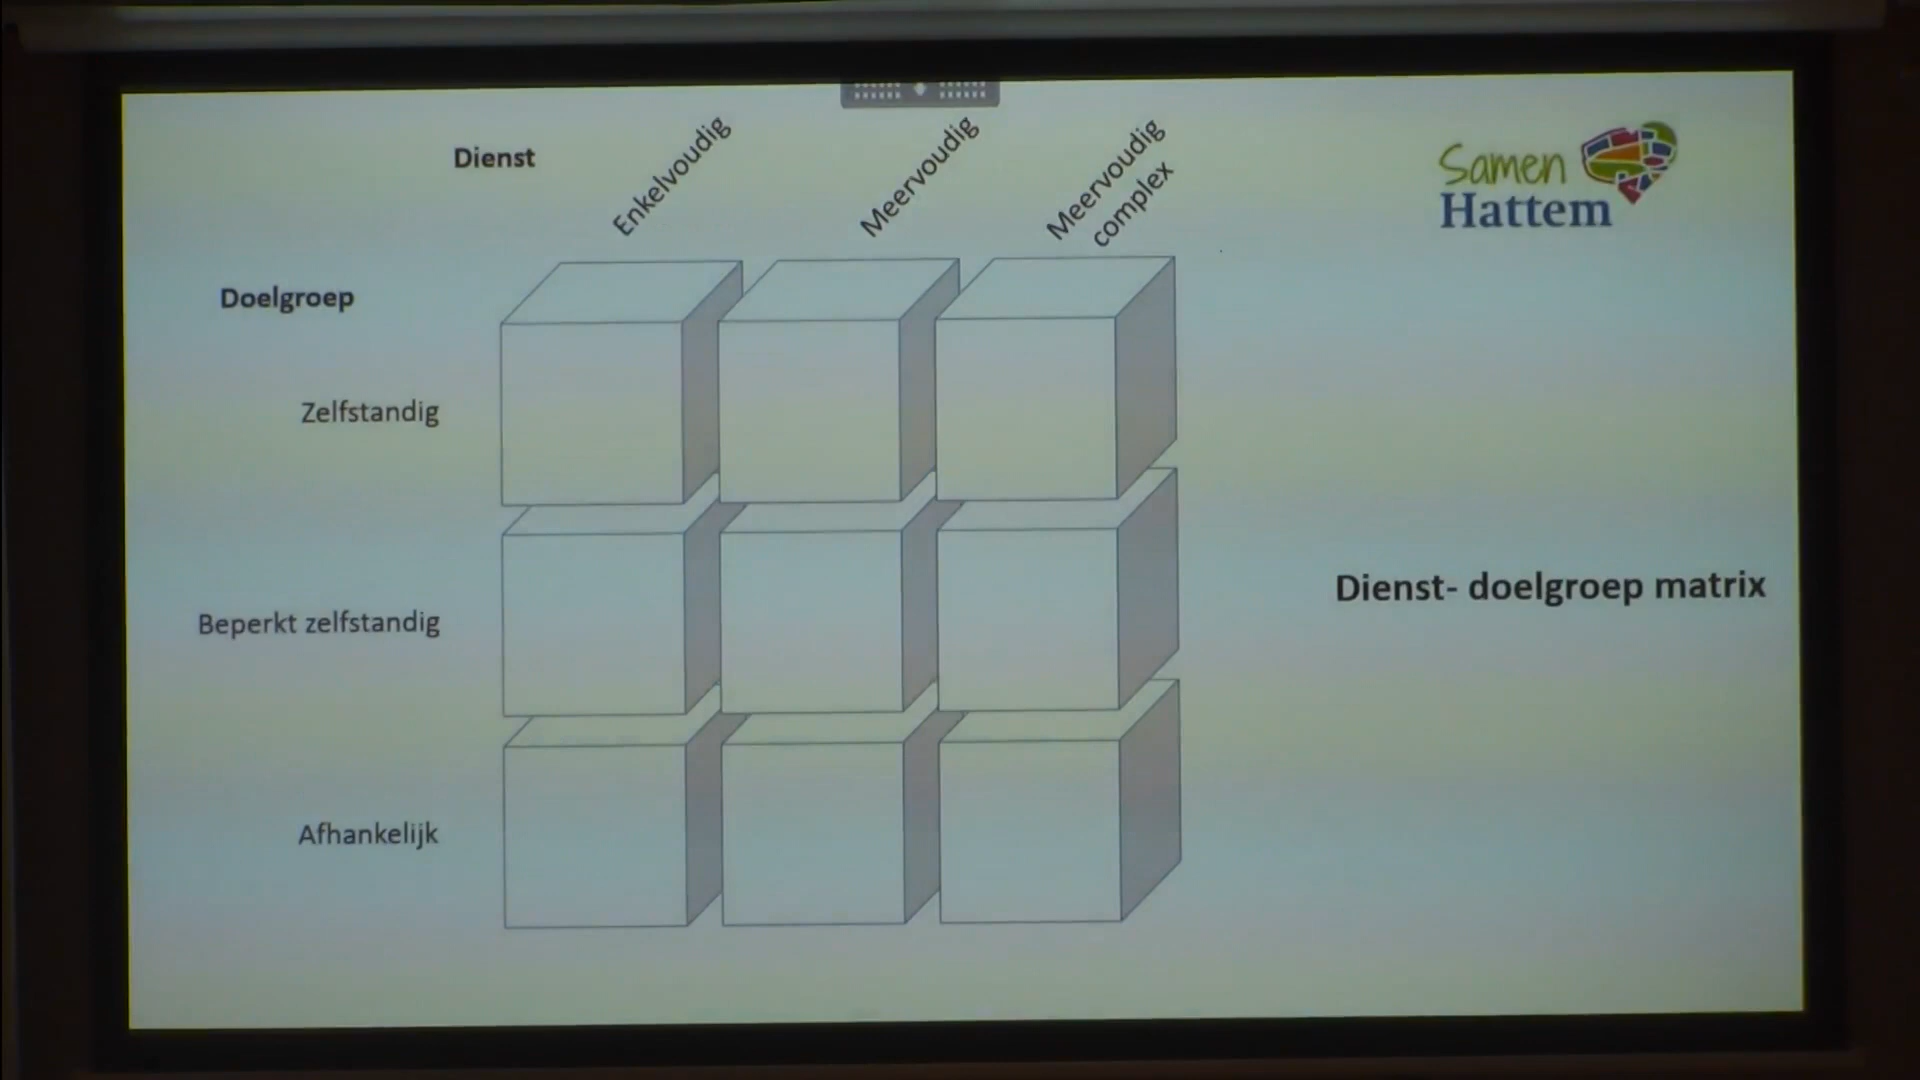 Dienst
Enkelvoudig
Meervoudig
Meervoudig
complex
Samen
Hattem
Doelgroep
Zelfstandig
Beperkt zelfstandig
Dienst- doelgroep matrix
Afhankelijk